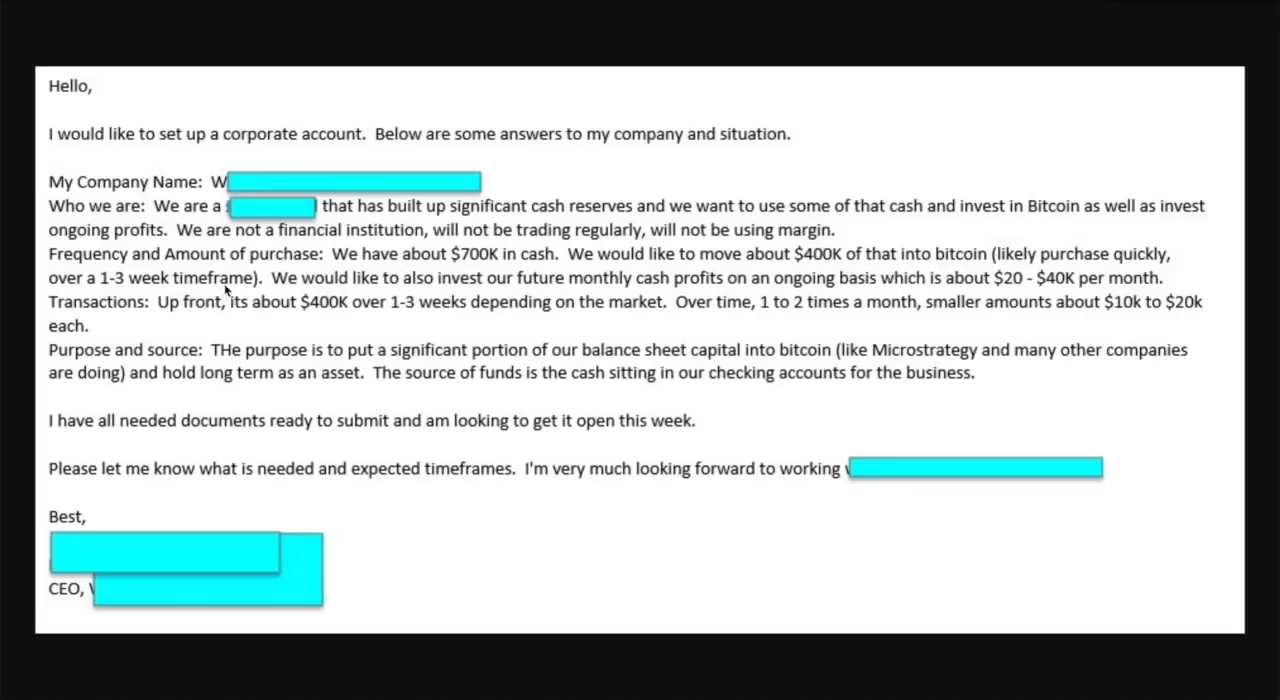 Hello,
I would like to set up a corporate account.  Below are some answers to my company and situation.
My Company Name:  W
Who we are:  We are a that has built up significant cash reserves and we want to use some of that cash and invest in Bitcoin as well as invest
ongoing profits.  We are not a financial institution, will not be trading regularly, will not be using margin.
Frequency and Amount of purchase:  We have about $700K in cash.  We would like to move about $400K of that into bitcoin (likely purchase quickly,
over a 1-3 week timeframe).  We would like to also invest our future monthly cash profits on an ongoing basis which is about $20 - $40K per month.
Transactions:  Up front, its about $400K over 1-3 weeks depending on the market.  Over time, 1 to 2 times a month, smaller amounts about $10k to $20k
each.
Purpose and source:  THe purpose is to put a significant portion of our balance sheet capital into bitcoin (like Microstrategy and many other companies
are doing) and hold long term as an asset.  The source of funds is the cash sitting in our checking accounts for the business.
I have all needed documents ready to submit and am looking to get it open this week.
Please let me know what is needed and expected timeframes.  I'm very much looking forward to working
Best,
CEO,